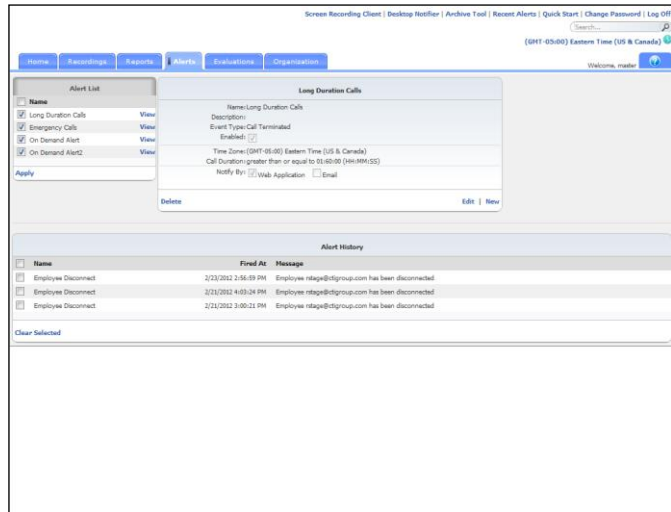 Screen Recording Client | Desktop Notifier | Archive Tool | Recent Alerts | Quick Start | Change Password | Log Off
Search...
(GMT-05:00) Eastern Time (US & Canada)
Home Recordings Reports Alerts Evaluations Organization
Welcome, master
Alert List
Name
Long Duration Calls View
Emergency Calls View
On Demand Alert View
On Demand Alert2 View
Apply
Long Duration Calls
Name: Long Duration Calls
Description:
Event Type: Call Terminated
Enabled:
Time Zone: (GMT-05:00) Eastern Time (US & Canada)
Call Duration: greater than or equal to 01:60:00 (HH:MM:SS)
Notify By: Web Application Email
Delete Edit | New
Alert History
Name Fired At Message
Employee Disconnect 2/23/2012 2:56:59 PM Employee rstage@ctigroup.com has been disconnected
Employee Disconnect 2/21/2012 4:03:24 PM Employee rstage@ctigroup.com has been disconnected
Employee Disconnect 2/21/2012 3:00:21 PM Employee rstage@ctigroup.com has been disconnected
Clear Selected